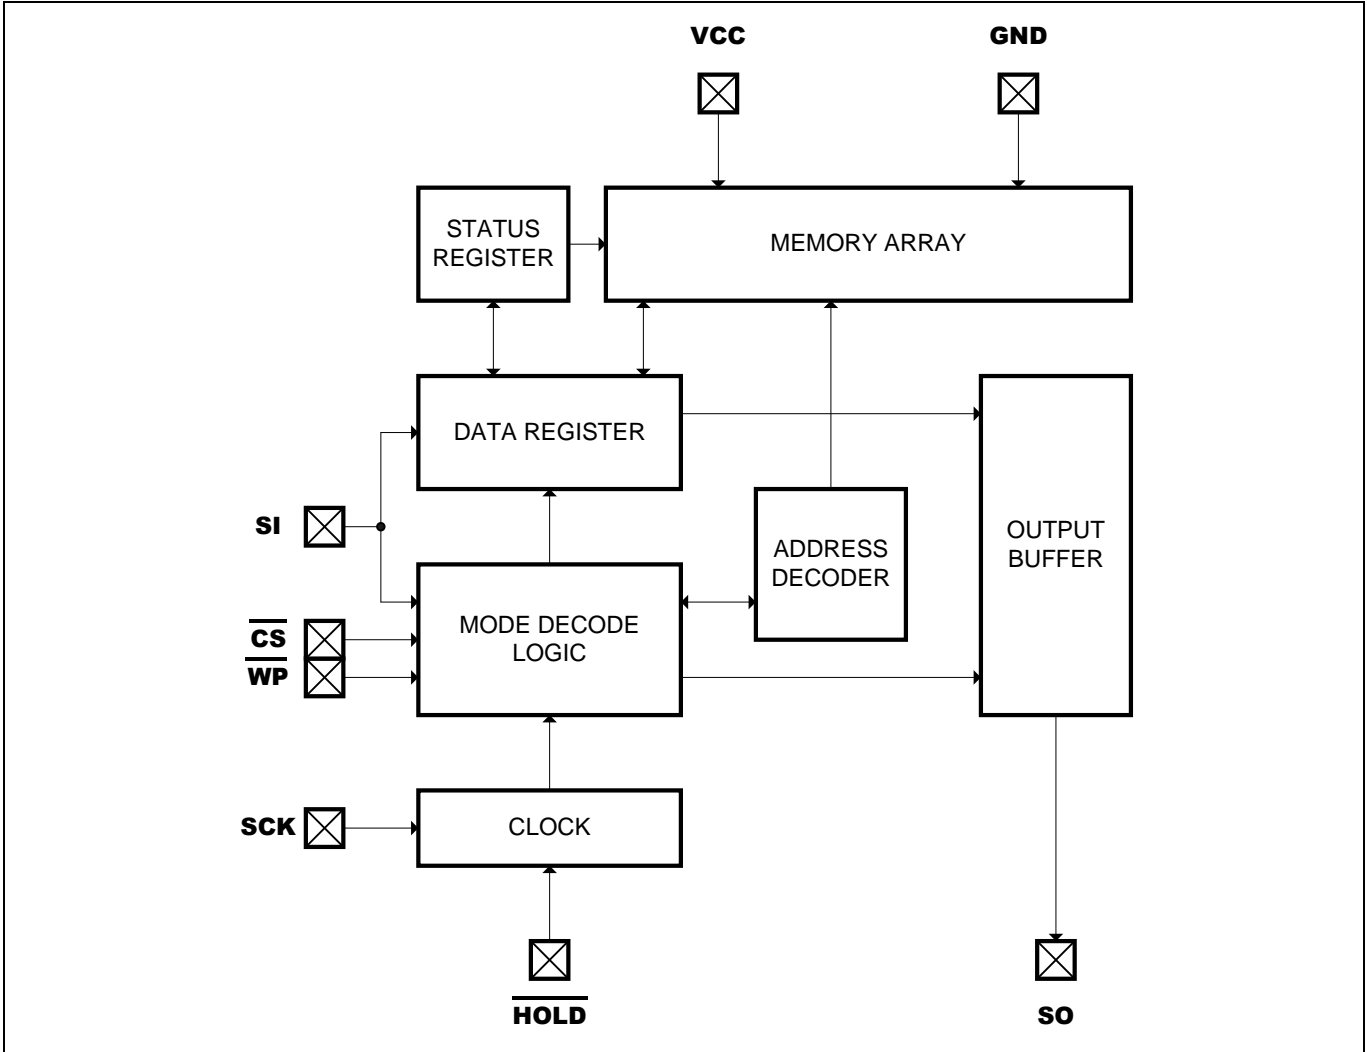 VCC
GND
STATUS
REGISTER
MEMORY ARRAY
DATA REGISTER
SI
ADDRESS
DECODER
OUTPUT
BUFFER
CS
WP
MODE DECODE
LOGIC
SCK
CLOCK
HOLD
SO